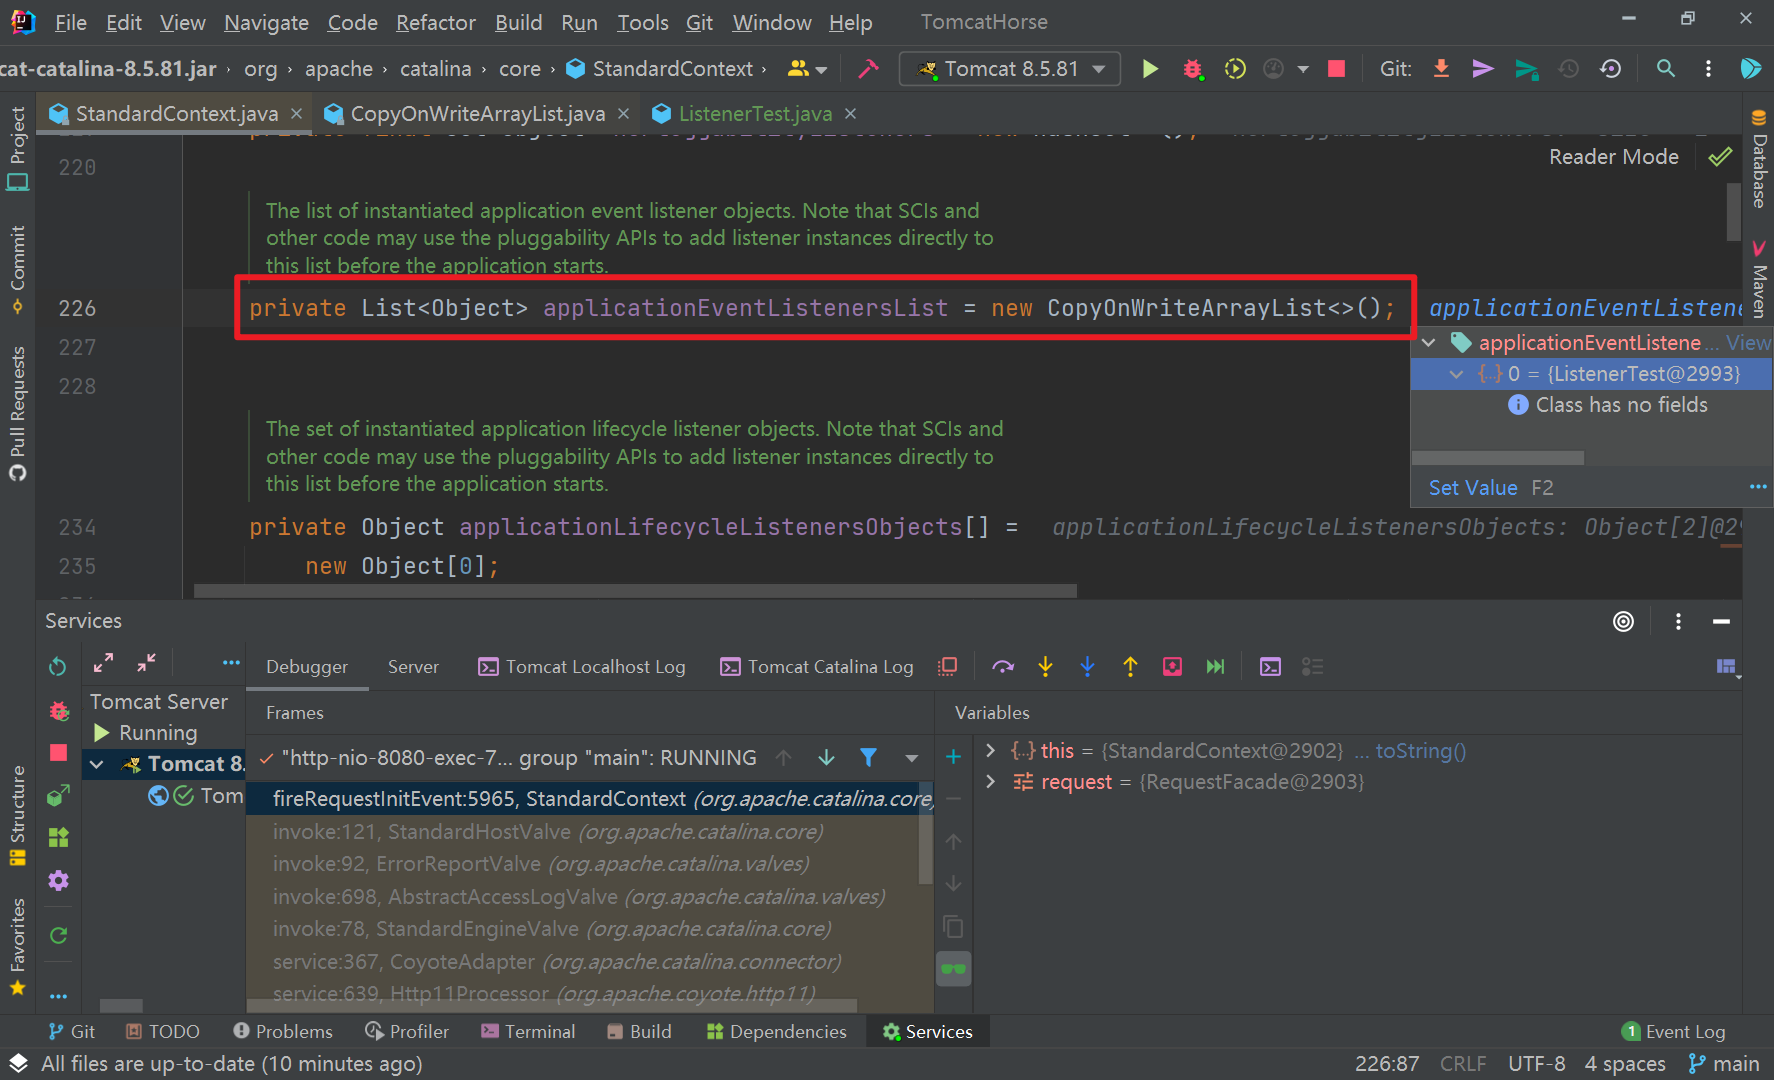 File Edit View Navigate Code Refactor Build Run Tools Git Window Help TomcatHorse
cat-catalina-8.5.81.jar › org › apache › catalina › core › StandardContext › Tomcat 8.5.81 Git:
StandardContext.java CopyOnWriteArrayList.java ListenerTest.java
220
Reader Mode
The list of instantiated application event listener objects. Note that SCIs and
other code may use the pluggability APIs to add listener instances directly to
this list before the application starts.
226 private List<Object> applicationEventListenersList = new CopyOnWriteArrayList<>(); applicationEventListene
227
applicationEventListene ... View
0 = {ListenerTest@2993}
228
Class has no fields
The set of instantiated application lifecycle listener objects. Note that SCIs and
other code may use the pluggability APIs to add listener instances directly to
this list before the application starts.
Set Value F2
234 private Object applicationLifecycleListenersObjects[] = applicationLifecycleListenersObjects: Object[2]@2
235 new Object[0];
Project
Commit
Pull Requests
Structure
Favorites
Database
Maven
Services
Debugger Server Tomcat Localhost Log Tomcat Catalina Log
Tomcat Server
Running
Tomcat 8.
Tom
Frames
"http-nio-8080-exec-7... group "main": RUNNING
fireRequestInitEvent:5965, StandardContext (org.apache.catalina.core)
invoke:121, StandardHostValve (org.apache.catalina.core)
invoke:92, ErrorReportValve (org.apache.catalina.valves)
invoke:698, AbstractAccessLogValve (org.apache.catalina.valves)
invoke:78, StandardEngineValve (org.apache.catalina.core)
service:367, CoyoteAdapter (org.apache.catalina.connector)
service:639, Http11Processor (org.apache.coyote.http11)
Variables
this = {StandardContext@2902} ... toString()
request = {RequestFacade@2903}
Git TODO Problems Profiler Terminal Build Dependencies Services 1 Event Log
All files are up-to-date (10 minutes ago) 226:87 CRLF UTF-8 4 spaces main